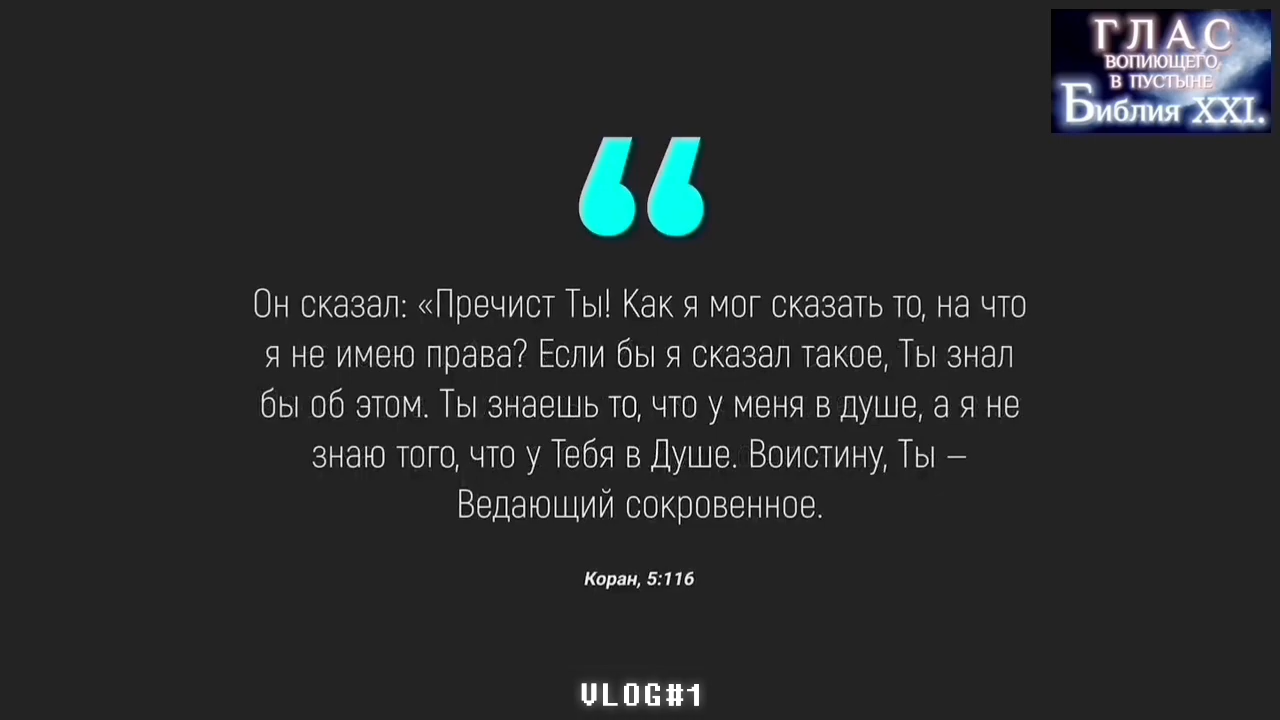 ГЛАС
ВОПИЮЩЕГО,
В ПУСТЫНЕ
Библия XXI.
Он сказал: «Пречист Ты! Как я мог сказать то, на что
я не имею права? Если бы я сказал такое, Ты знал
бы об этом. Ты знаешь то, что у меня в душе, а я не
знаю того, что у Тебя в Душе. Воистину, Ты –
Ведающий сокровенное.
Коран, 5:116
VLOG#1